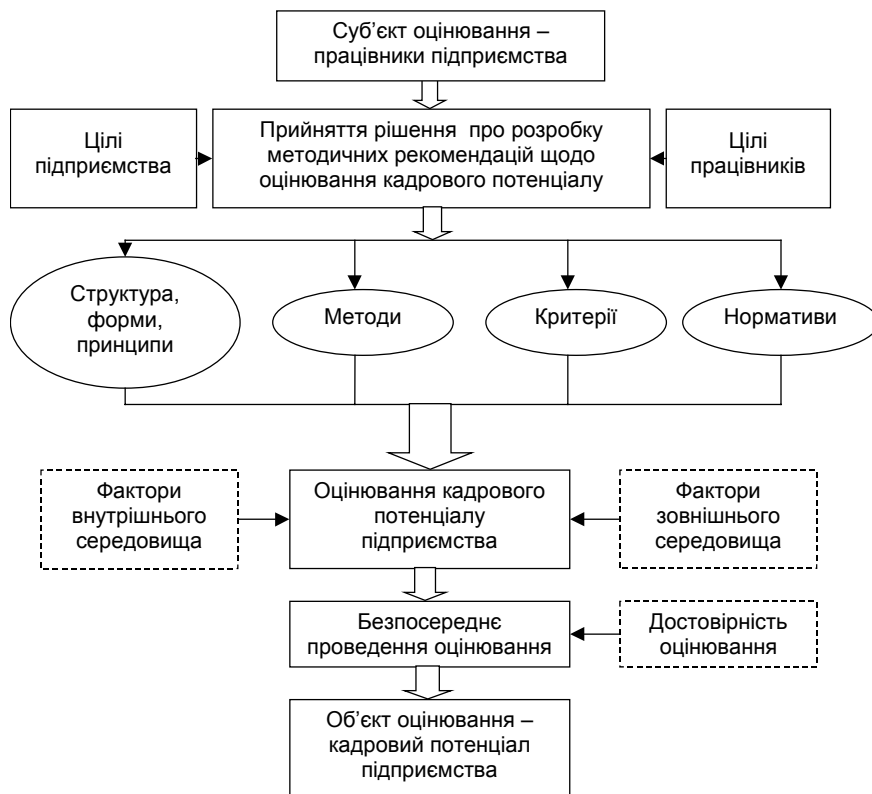 Суб’єкт оцінювання –
працівники підприємства
Цілі
підприємства
Прийняття рішення про розробку
методичних рекомендацій щодо
оцінювання кадрового потенціалу
Цілі
працівників
Структура,
форми,
принципи
Методи
Критерії
Нормативи
Фактори
внутрішнього
середовища
Оцінювання кадрового
потенціалу
підприємства
Фактори
зовнішнього
середовища
Безпосереднє
проведення оцінювання
Достовірність
оцінювання
Об’єкт оцінювання –
кадровий потенціал
підприємства